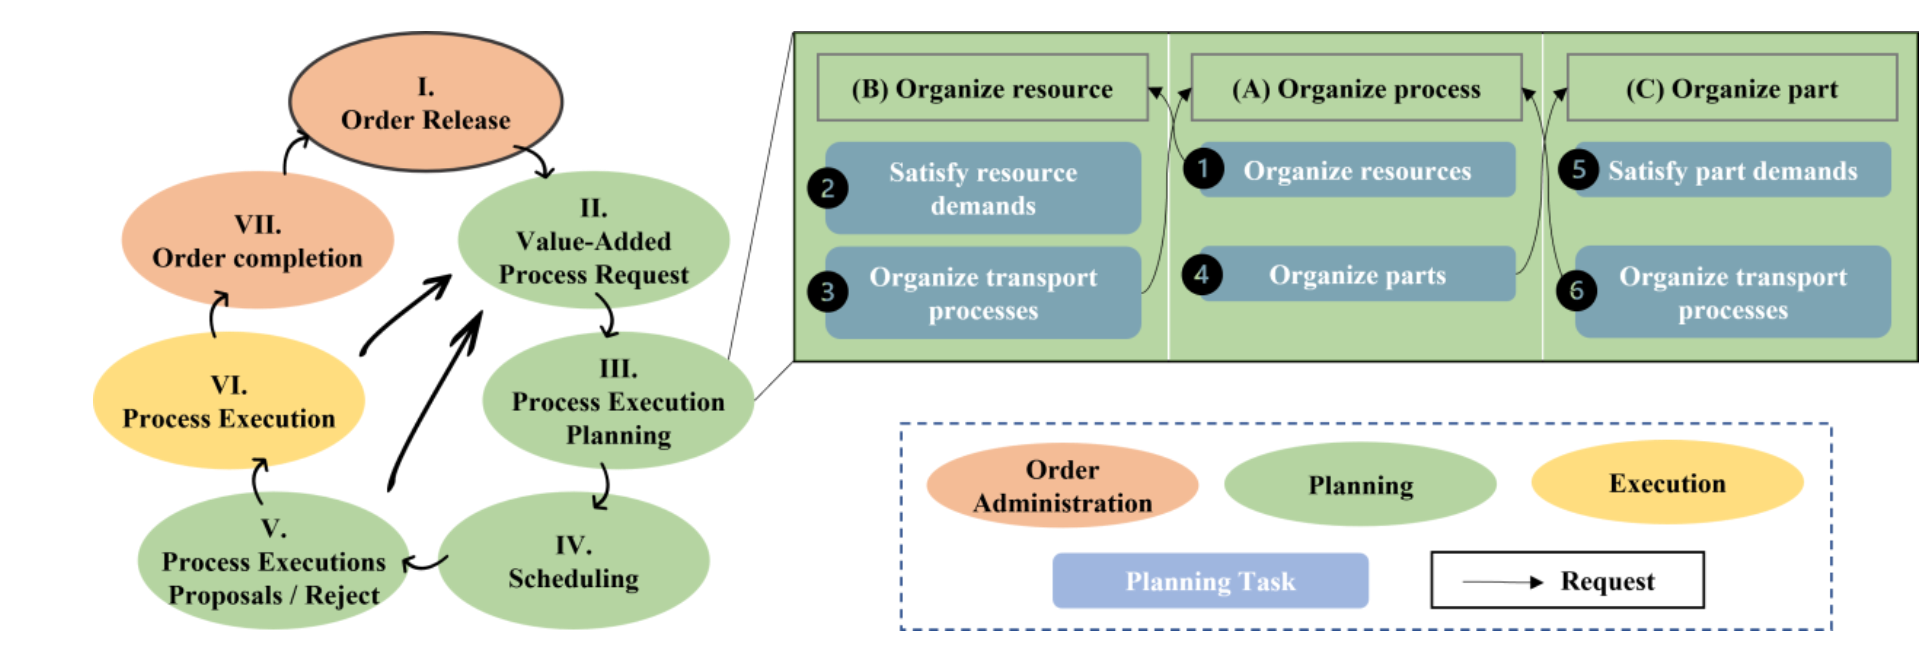 I.
Order Release
II.
Value-Added
Process Request
III.
Process Execution
Planning
IV.
Scheduling
V.
Process Executions
Proposals / Reject
VI.
Process Execution
VII.
Order completion
(B) Organize resource
2
Satisfy resource
demands
3
Organize transport
processes
(A) Organize process
1
Organize resources
4
Organize parts
(C) Organize part
5
Satisfy part demands
6
Organize transport
processes
Order
Administration
Planning
Execution
Planning Task
Request